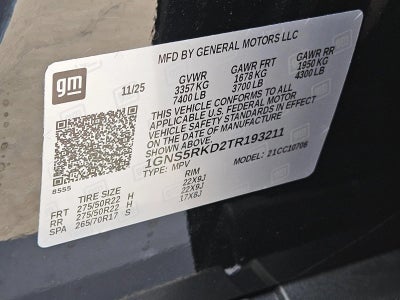 gm
MFD BY GENERAL MOTORS LLC
11/25
GVWR GAWR FRT GAWR RR
3357 KG 1678 KG 1950 KG
7400 LB 3700 LB 4300 LB
THIS VEHICLE CONFORMS TO ALL
APPLICABLE U.S. FEDERAL MOTOR
VEHICLE SAFETY STANDARDS IN EFFECT
ON THE DATE OF MANUFACTURE
SHOWN ABOVE.
1GNS5RKD2TR193211
TYPE: MPV MODEL: 21CC10706
6555
TIRE SIZE RIM
FRT 275/50R22 H 22X9J
RR 275/50R22 H 22X9J
SPA 265/70R17 S 17X8J